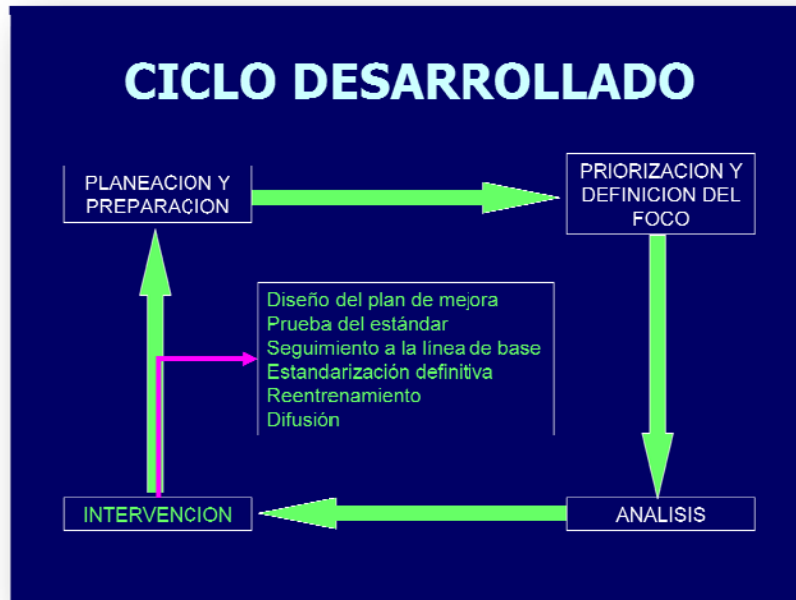 CICLO DESARROLLADO
PLANEACION Y
PREPARACION
PRIORIZACION Y
DEFINICION DEL
FOCO
Diseño del plan de mejora
Prueba del estándar
Seguimiento a la línea de base
Estandarización definitiva
Reentrenamiento
Difusión
INTERVENCION
ANALISIS